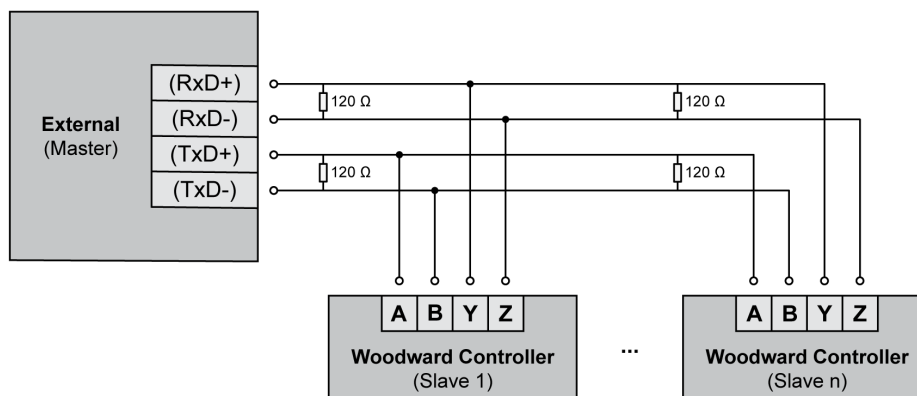 External
(Master)
(RxD+)
(RxD-)
(TxD+)
(TxD-)
120 Ω
120 Ω
120 Ω
120 Ω
A B Y Z
Woodward Controller
(Slave 1)
...
A B Y Z
Woodward Controller
(Slave n)